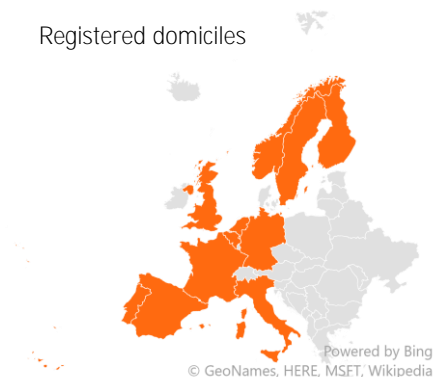 Registered domiciles
Powered by Bing
© GeoNames, HERE, MSFT, Wikipedia